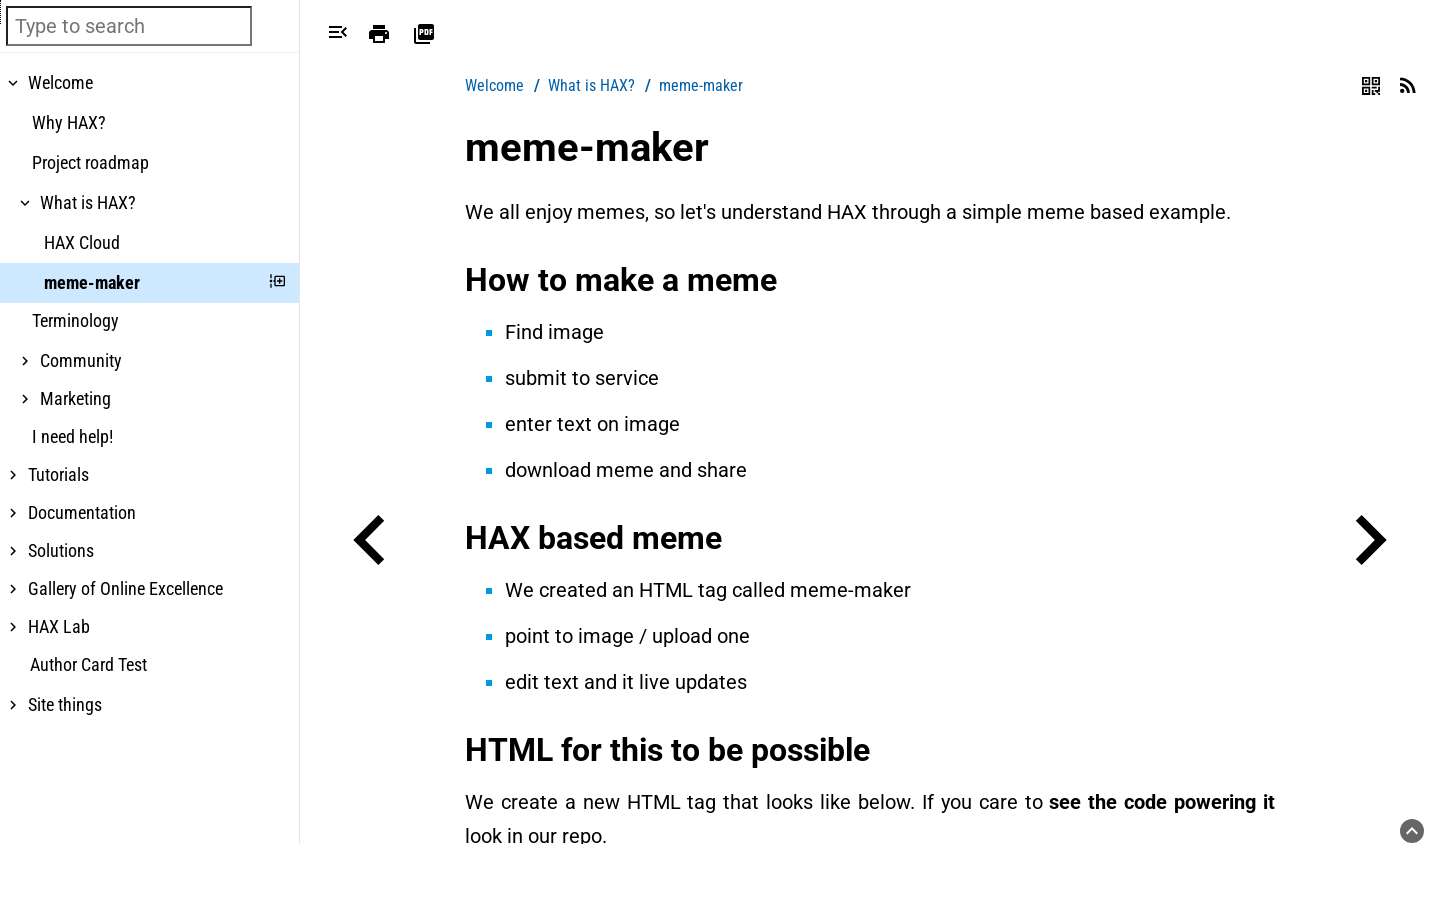 Type to search
Welcome
Why HAX?
Project roadmap
What is HAX?
HAX Cloud
meme-maker
Terminology
Community
Marketing
I need help!
Tutorials
Documentation
Solutions
Gallery of Online Excellence
HAX Lab
Author Card Test
Site things
PDF
Welcome / What is HAX? / meme-maker
meme-maker
We all enjoy memes, so let's understand HAX through a simple meme based example.
How to make a meme
Find image
submit to service
enter text on image
download meme and share
HAX based meme
We created an HTML tag called meme-maker
point to image / upload one
edit text and it live updates
HTML for this to be possible
We create a new HTML tag that looks like below. If you care to see the code powering it
look in our repo.